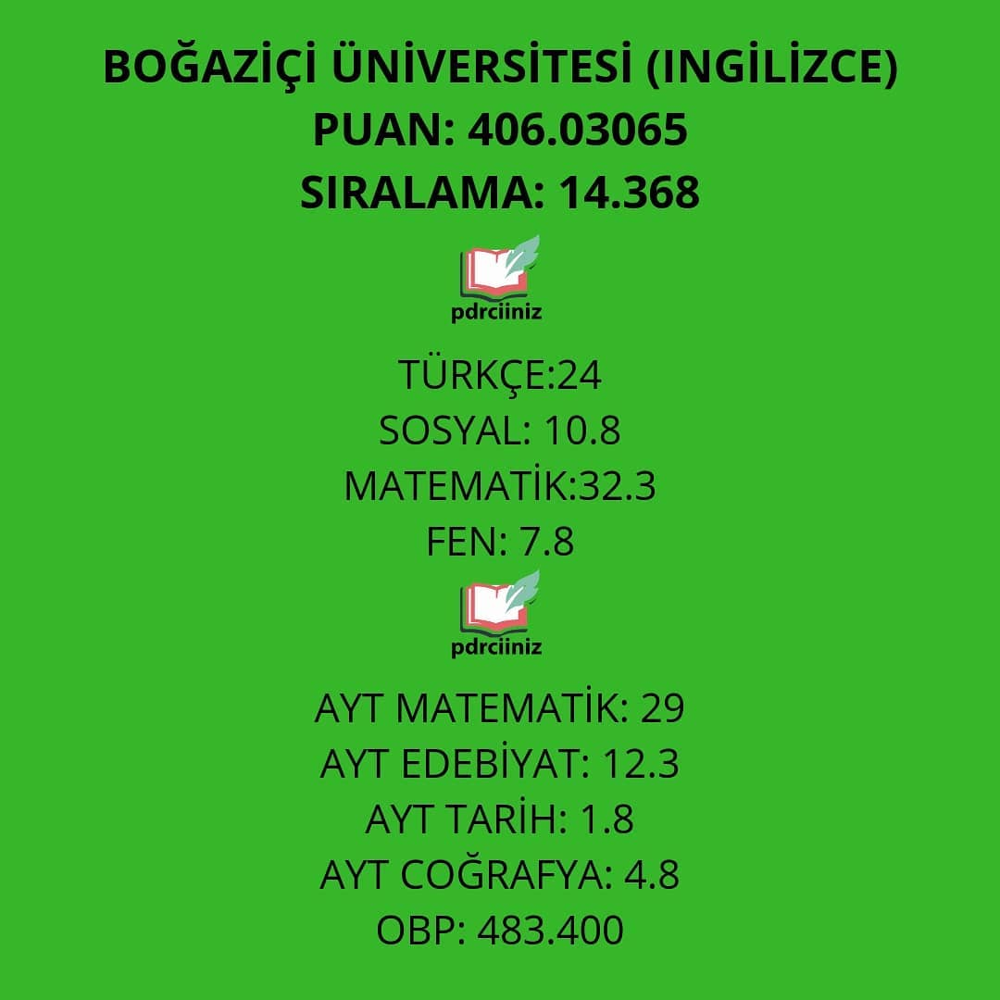 BOĞAZİÇİ ÜNİVERSİTESİ (INGİLİZCE)
PUAN: 406.03065
SIRALAMA: 14.368
pdrciiniz
TÜRKÇE:24
SOSYAL: 10.8
MATEMATİK:32.3
FEN: 7.8
pdrciiniz
AYT MATEMATİK: 29
AYT EDEBİYAT: 12.3
AYT TARİH: 1.8
AYT COĞRAFYA: 4.8
OBP: 483.400